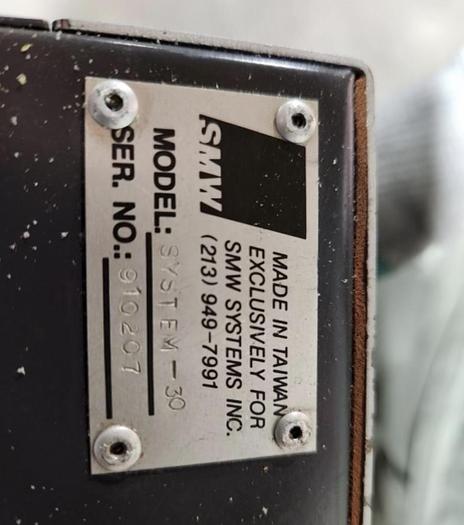 SMW
MADE IN TAIWAN
EXCLUSIVELY FOR
SMW SYSTEMS INC.
(213) 949-7991
MODEL: SYSTEM-30
SER. NO.: 910207